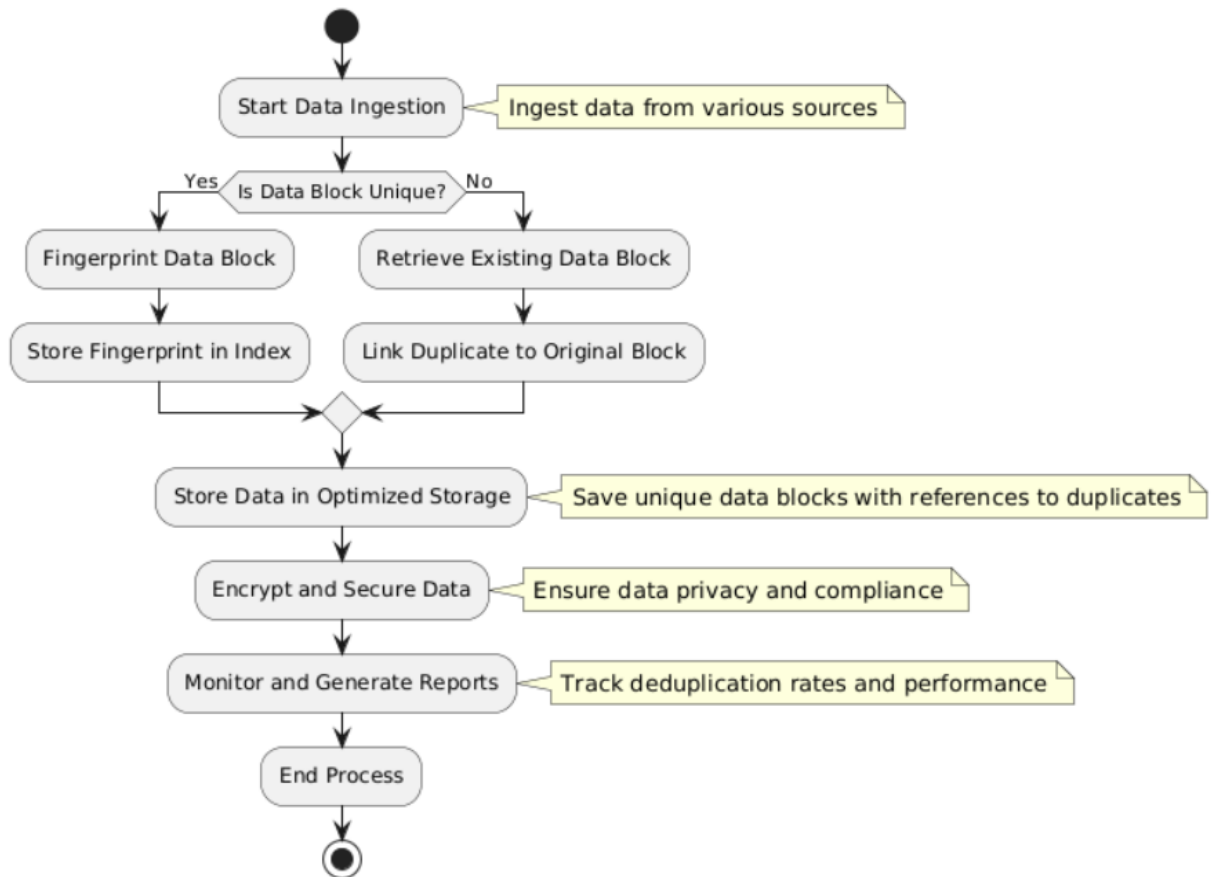 Start Data Ingestion
Ingest data from various sources
Yes
Is Data Block Unique?
No
Fingerprint Data Block
Retrieve Existing Data Block
Store Fingerprint in Index
Link Duplicate to Original Block
Store Data in Optimized Storage
Save unique data blocks with references to duplicates
Encrypt and Secure Data
Ensure data privacy and compliance
Monitor and Generate Reports
Track deduplication rates and performance
End Process